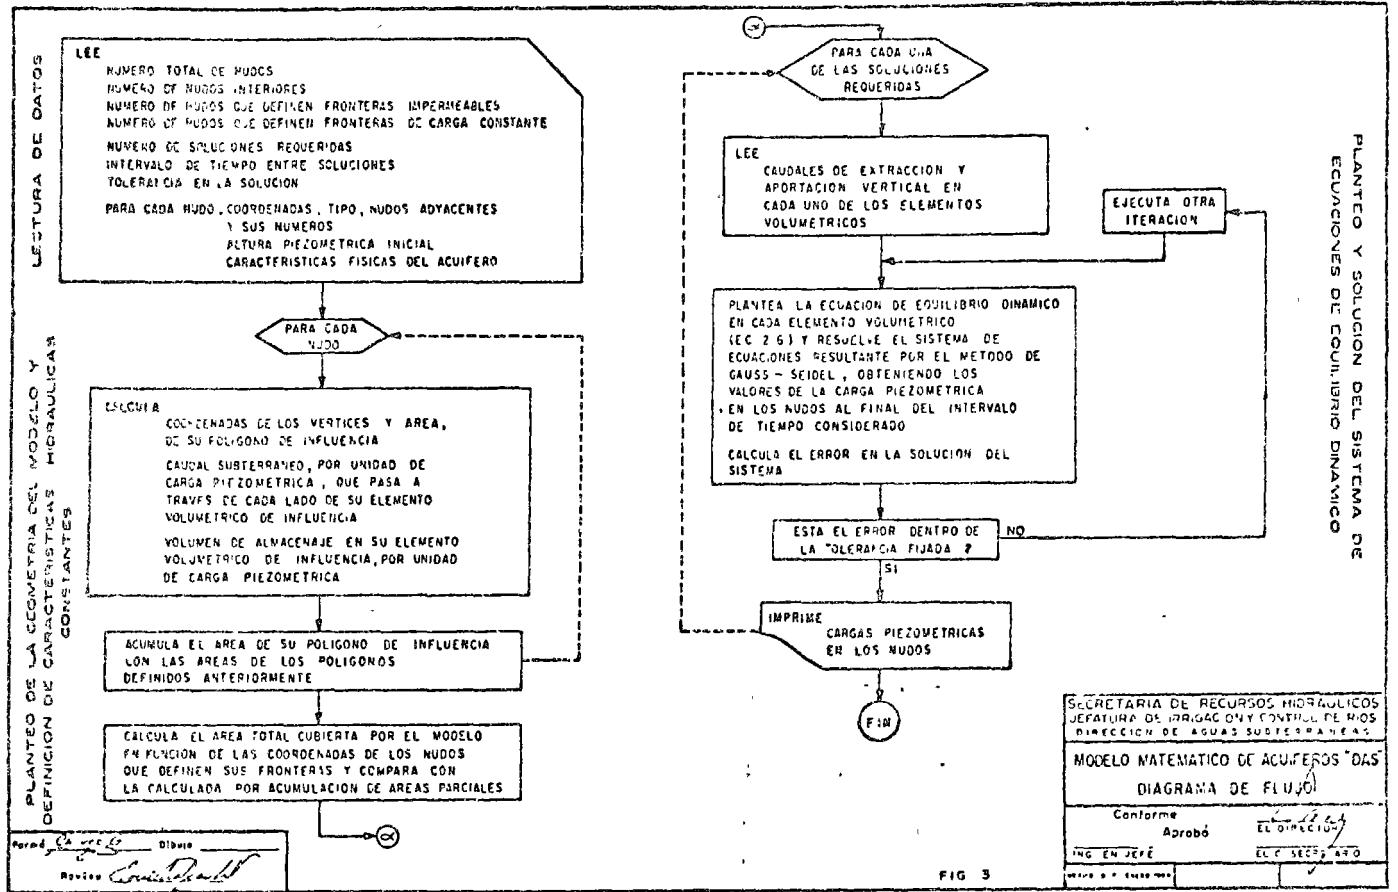 LECTURA DE DATOS
LEE
NUMERO TOTAL DE NUDOS
NUMERO DE NUDOS INTERIORES
NUMERO DE NUDOS QUE DEFINEN FRONTERAS IMPERMEABLES
NUMERO DE NUDOS QUE DEFINEN FRONTERAS DE CARGA CONSTANTE
NUMERO DE SOLUCIONES REQUERIDAS
INTERVALO DE TIEMPO ENTRE SOLUCIONES
TOLERANCIA EN LA SOLUCION
PARA CADA NUDO, COORDENADAS, TIPO, NUDOS ADYACENTES
Y SUS NUMEROS
ALTURA PIEZOMETRICA INICIAL
CARACTERISTICAS FISICAS DEL ACUIFERO
PLANTEO DE LA GEOMETRIA DEL MODELO Y
DEFINICION DE CARACTERISTICAS HIDRAULICAS
CONSTANTES
PARA CADA
NUDO
CALCULA
COORDENADAS DE LOS VERTICES Y AREA,
DE SU POLIGONO DE INFLUENCIA
CAUDAL SUBTERRANEO, POR UNIDAD DE
CARGA PIEZOMETRICA, QUE PASA A
TRAVES DE CADA LADO DE SU ELEMENTO
VOLUMETRICO DE INFLUENCIA
VOLUMEN DE ALMACENAJE EN SU ELEMENTO
VOLUMETRICO DE INFLUENCIA, POR UNIDAD
DE CARGA PIEZOMETRICA
ACUMULA EL AREA DE SU POLIGONO DE INFLUENCIA
CON LAS AREAS DE LOS POLIGONOS
DEFINIDOS ANTERIORMENTE
CALCULA EL AREA TOTAL CUBIERTA POR EL MODELO
EN FUNCION DE LAS COORDENADAS DE LOS NUDOS
QUE DEFINEN SUS FRONTERAS Y COMPARA CON
LA CALCULADA POR ACUMULACION DE AREAS PARCIALES
α
Formó Dibujo
Revisó
α
PARA CADA UNA
DE LAS SOLUCIONES
REQUERIDAS
LEE
CAUDALES DE EXTRACCION Y
APORTACION VERTICAL EN
CADA UNO DE LOS ELEMENTOS
VOLUMETRICOS
EJECUTA OTRA
ITERACION
PLANTEA LA ECUACION DE EQUILIBRIO DINAMICO
EN CADA ELEMENTO VOLUMETRICO
(EC 2.6) Y RESUELVE EL SISTEMA DE
ECUACIONES RESULTANTE POR EL METODO DE
GAUSS - SEIDEL, OBTENIENDO LOS
VALORES DE LA CARGA PIEZOMETRICA
EN LOS NUDOS AL FINAL DEL INTERVALO
DE TIEMPO CONSIDERADO
CALCULA EL ERROR EN LA SOLUCION DEL
SISTEMA
ESTA EL ERROR DENTRO DE
LA TOLERANCIA FIJADA ?
NO
SI
IMPRIME
CARGAS PIEZOMETRICAS
EN LOS NUDOS
FIN
PLANTEO Y SOLUCION DEL SISTEMA DE
ECUACIONES DE EQUILIBRIO DINAMICO
SECRETARIA DE RECURSOS HIDRAULICOS
JEFATURA DE IRRIGACION Y CONTROL DE RIOS
DIRECCION DE AGUAS SUBTERRANEAS
MODELO MATEMATICO DE ACUIFEROS "DAS"
DIAGRAMA DE FLUJO
Conforme
Aprobó
EL DIRECTOR
ING. EN JEFE
EL C. SECRETARIO
FIG 3